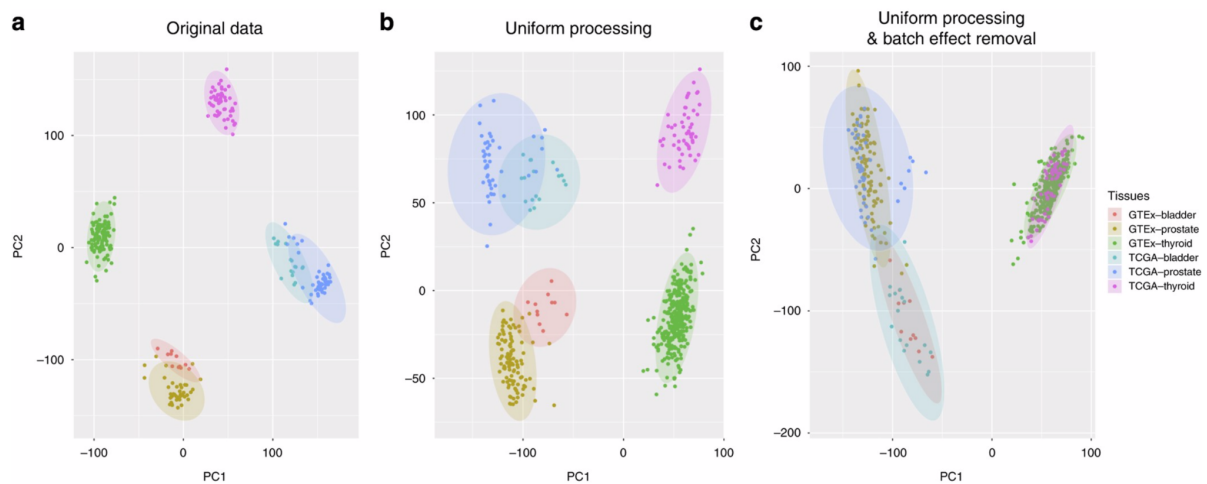 a
Original data
100
0
−100
PC2
−100
0
100
PC1
b
Uniform processing
100
50
0
−50
PC2
−100
0
100
PC1
c
Uniform processing
& batch effect removal
100
0
−100
−200
PC2
−100
0
100
PC1
Tissues
GTEx−bladder
GTEx−prostate
GTEx−thyroid
TCGA−bladder
TCGA−prostate
TCGA−thyroid